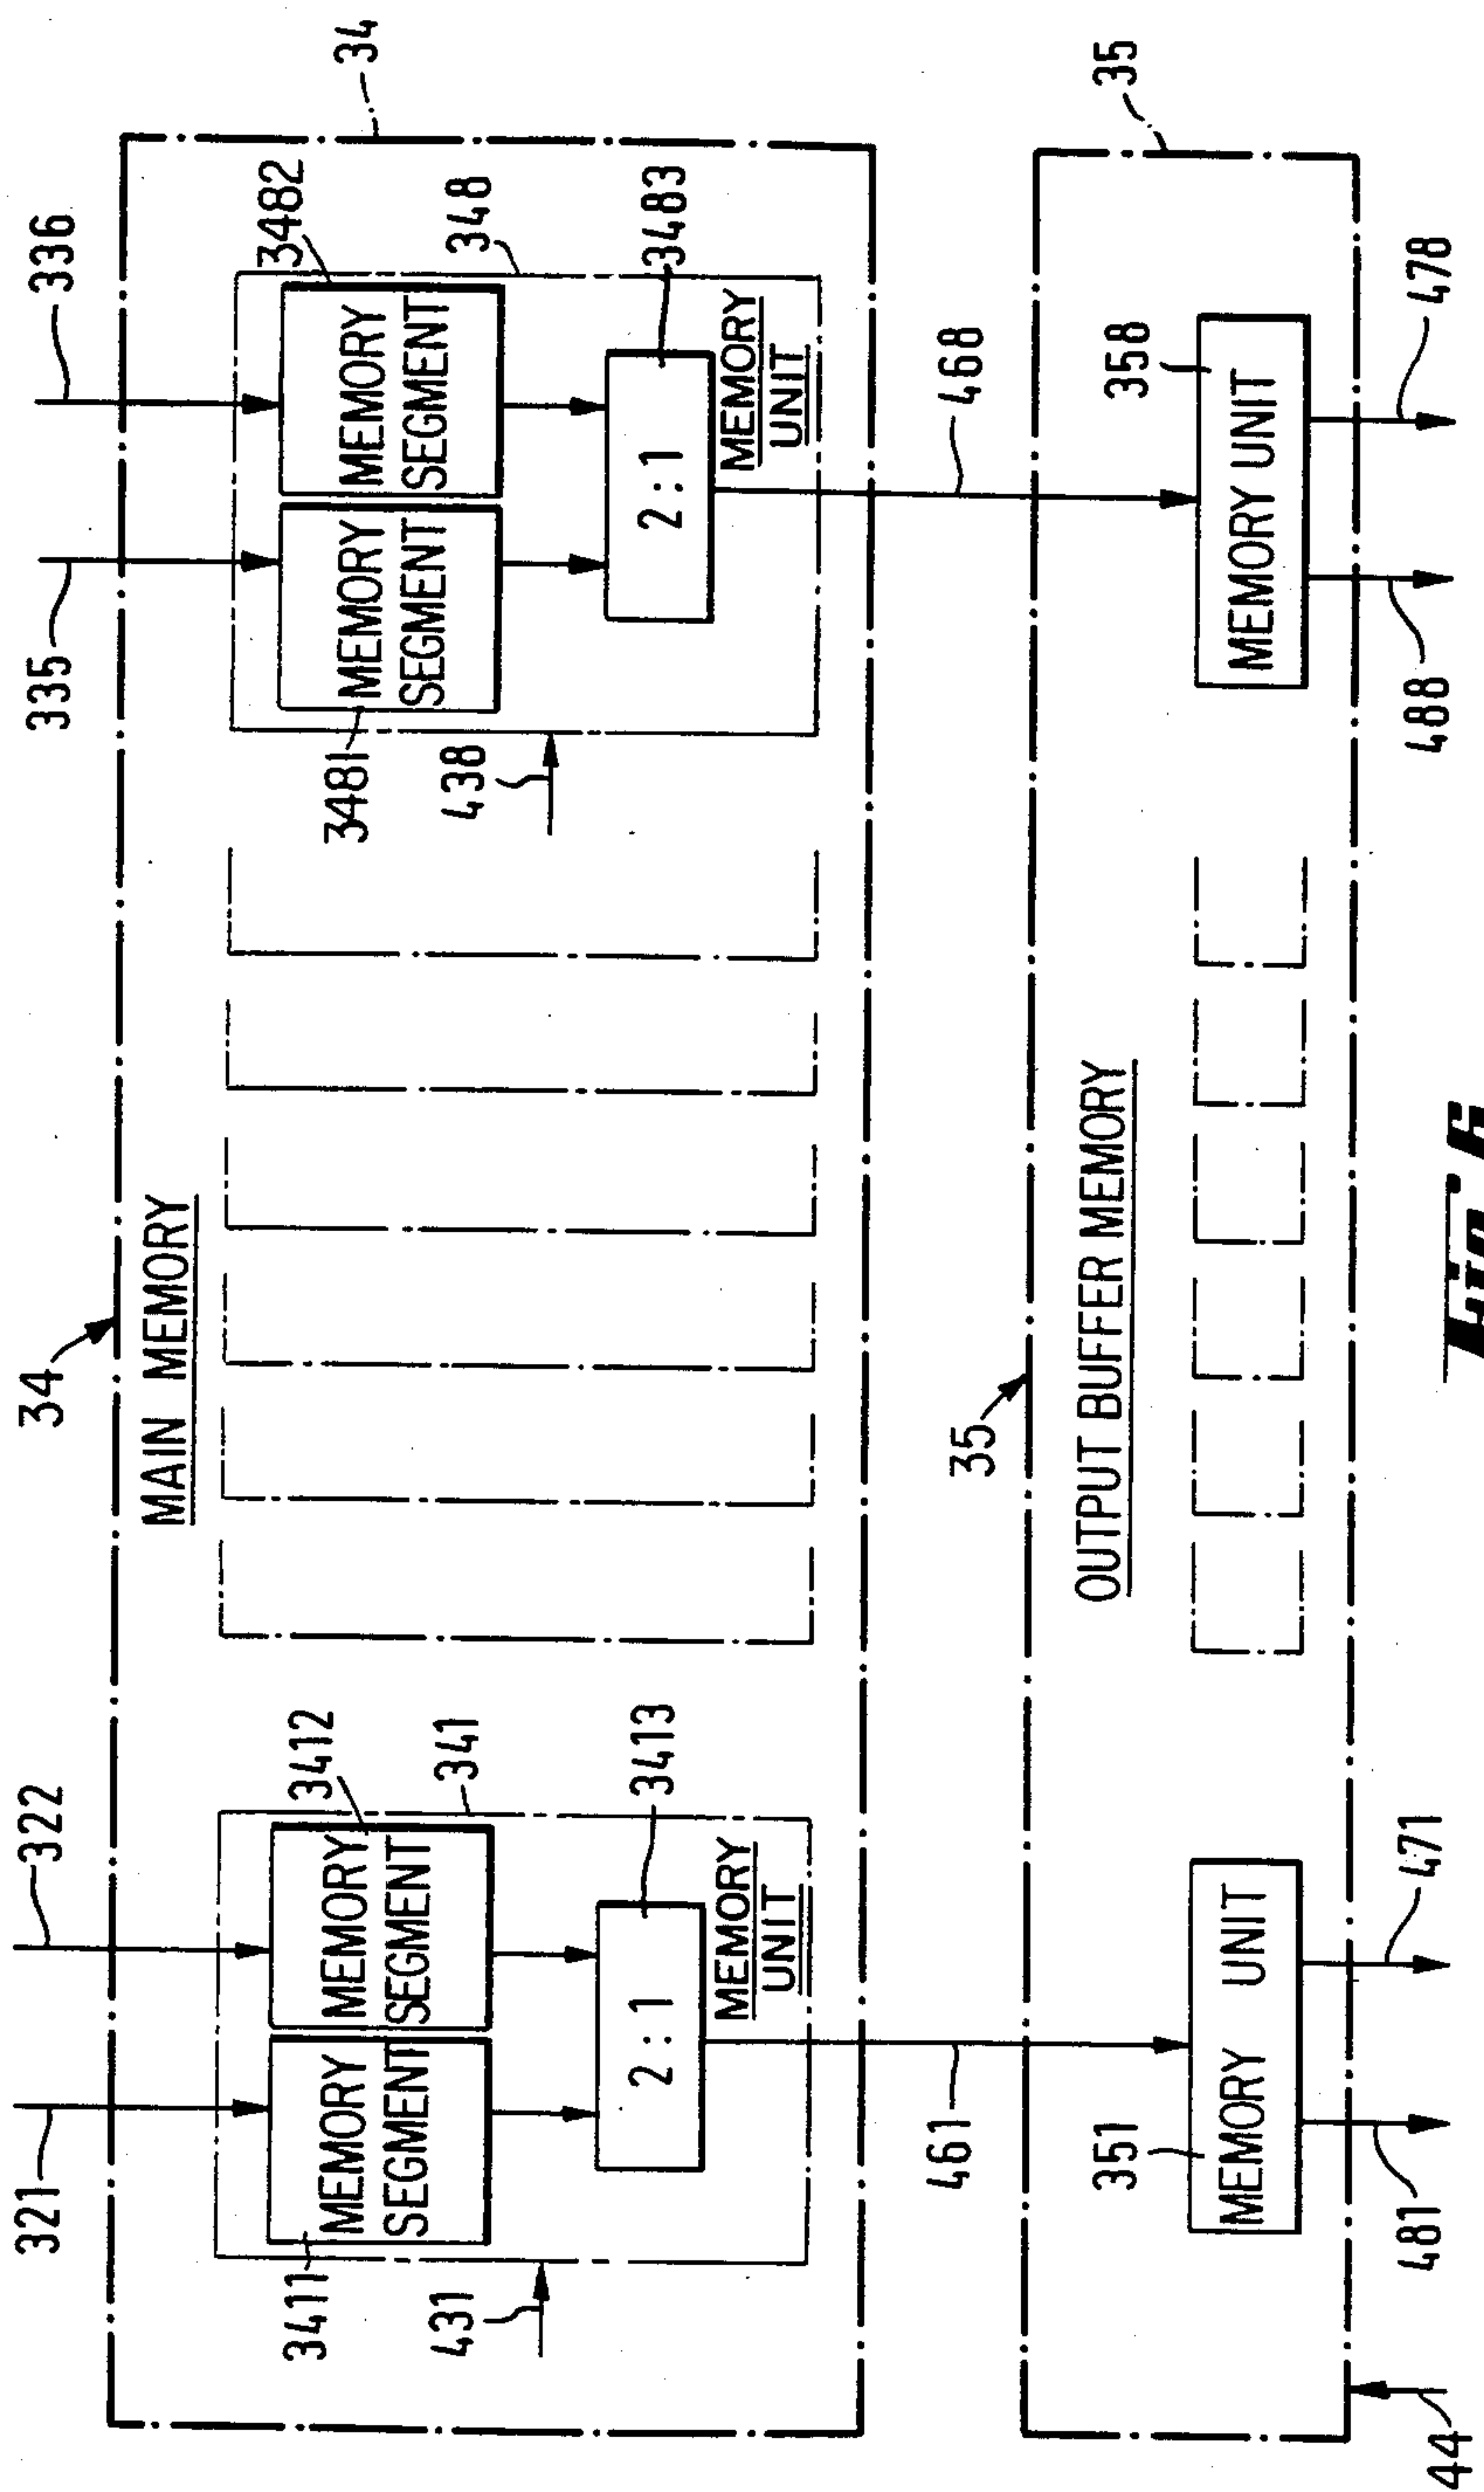 321
322
34
335
336
34
MAIN MEMORY
3411
MEMORY
SEGMENT
3412
MEMORY
SEGMENT
341
431
2:1
3413
MEMORY
UNIT
3481
MEMORY
SEGMENT
3482
MEMORY
SEGMENT
348
438
2:1
3483
MEMORY
UNIT
461
468
35
35
OUTPUT BUFFER MEMORY
351
MEMORY UNIT
358
MEMORY UNIT
44
481
471
488
478